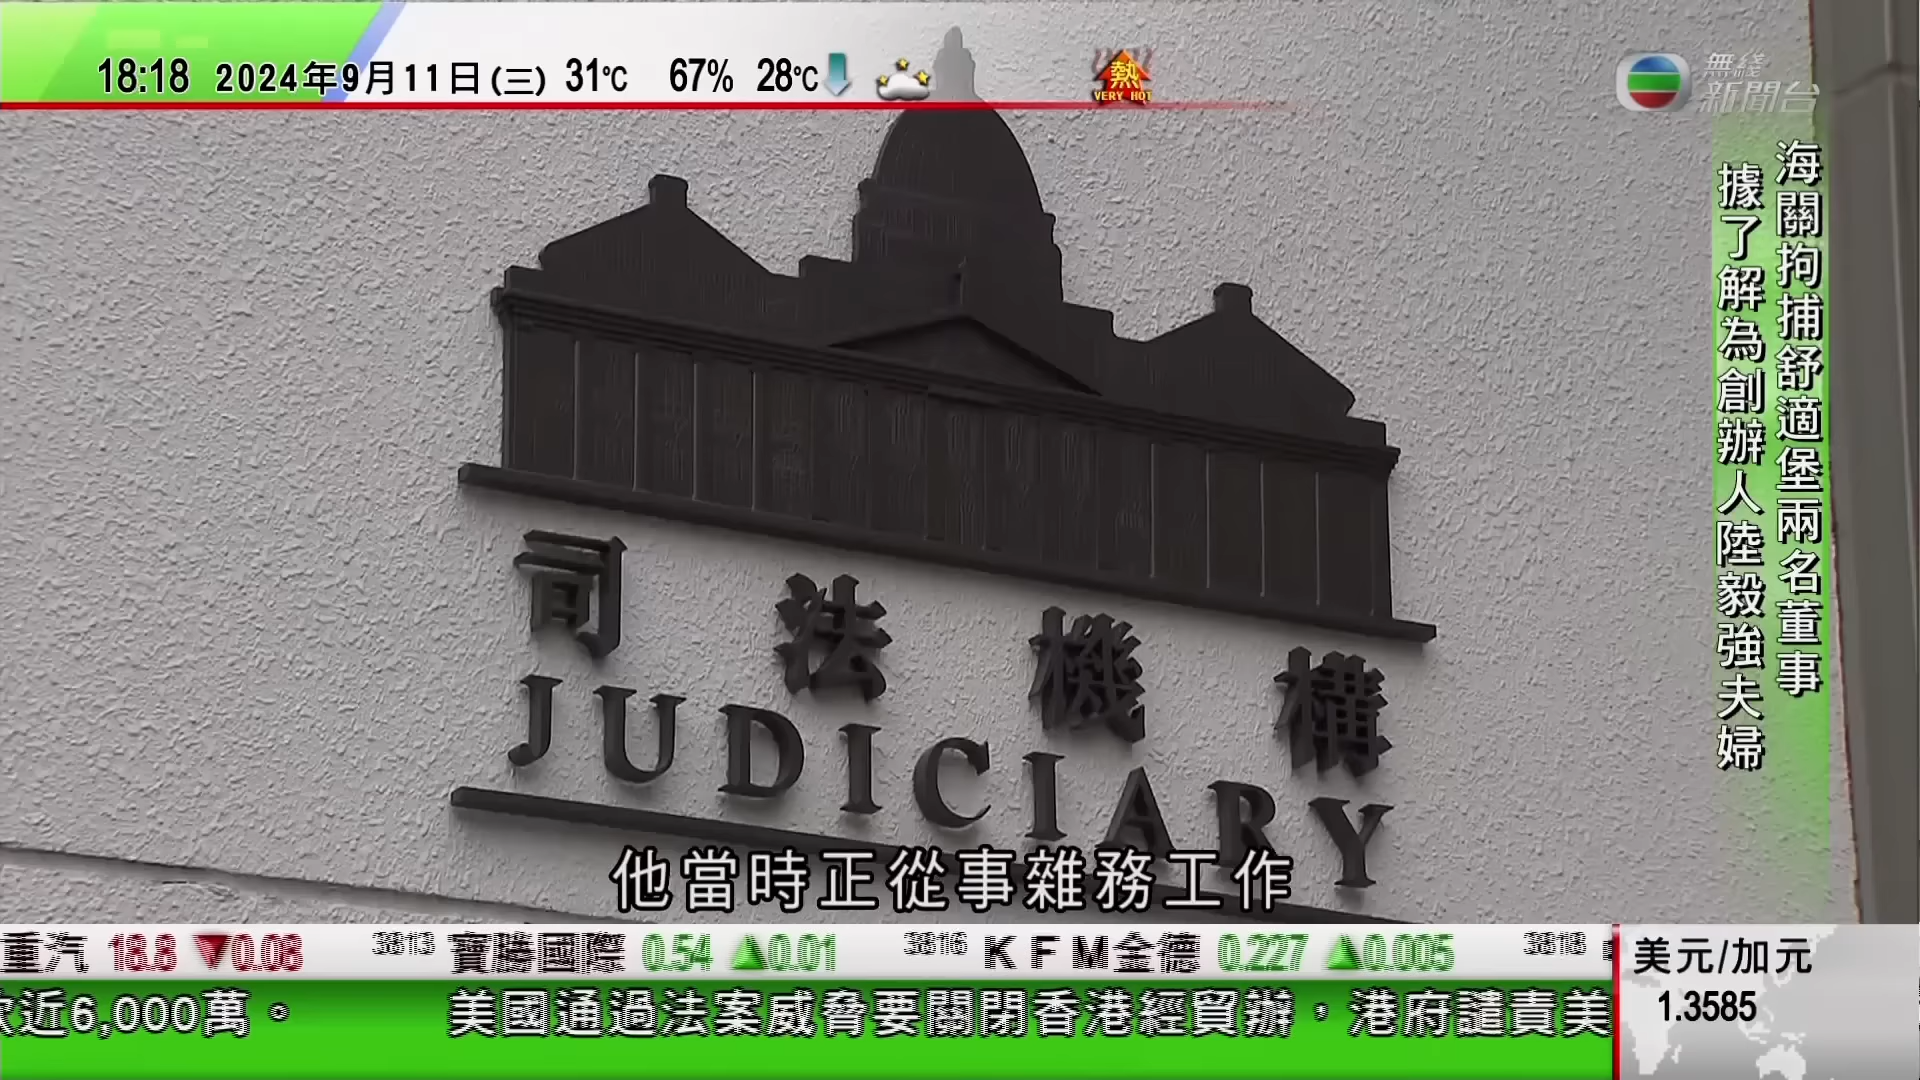 18:18 2024年9月11日(三) 31℃ 67% 28℃
熱
VERY HOT
無綫
新聞台
海關拘捕舒適堡兩名董事
據了解為創辦人陸毅強夫婦
司法機構
JUDICIARY
他當時正從事雜務工作
重汽 18.8 ▼0.08 3813 寶勝國際 0.54 ▲0.01 3816 KFM金德 0.227 ▲0.005 3818
近6,000萬。 美國通過法案威脅要關閉香港經貿辦，港府譴責美
美元/加元
1.3585